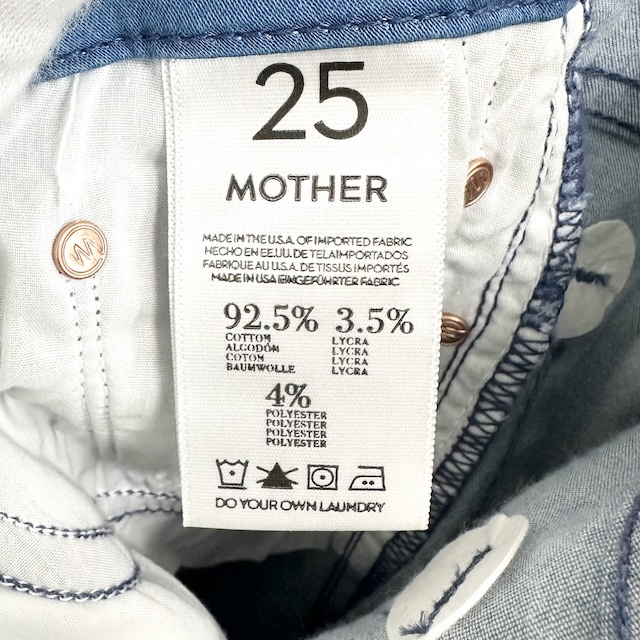 25
MOTHER
MADE IN THE U.S.A. OF IMPORTED FABRIC
HECHO EN EE.UU. DE TELA IMPORTADOS
FABRIQUE AU U.S.A. DE TISSUS IMPORTÉS
MADE IN USA EINGEFÜHRTER FABRIC
92.5% 3.5%
COTTOM LYCRA
ALGODÓN LYCRA
COTOM LYCRA
BAUMWOLLE LYCRA
4%
POLYESTER
POLYESTER
POLYESTER
POLYESTER
DO YOUR OWN LAUNDRY